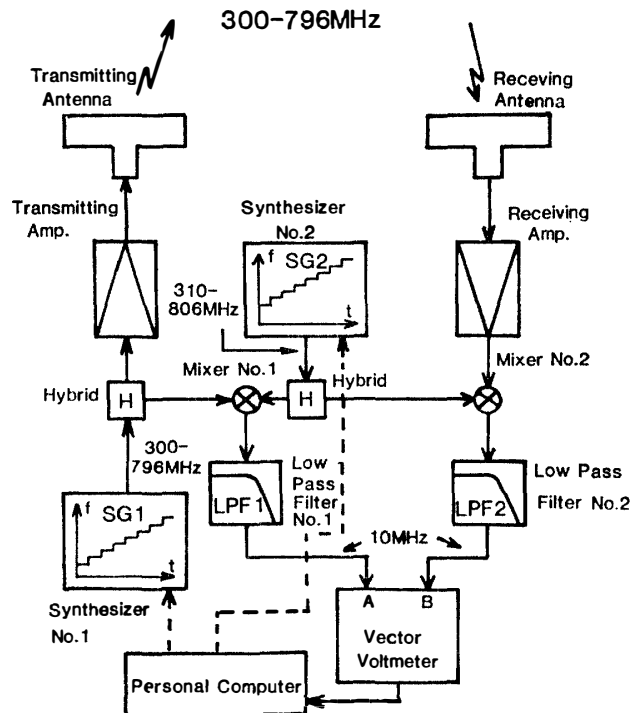 300-796MHz
Transmitting
Antenna
Receving
Antenna
Transmitting
Amp.
Synthesizer
No.2
Receiving
Amp.
f
SG2
t
310-
806MHz
Mixer No.1
Mixer No.2
Hybrid
H
H
Hybrid
300-
796MHz
f
SG1
t
LPF1
Low
Pass
Filter
No.1
LPF2
Low Pass
Filter No.2
10MHz
Synthesizer
No.1
A
B
Vector
Voltmeter
Personal Computer